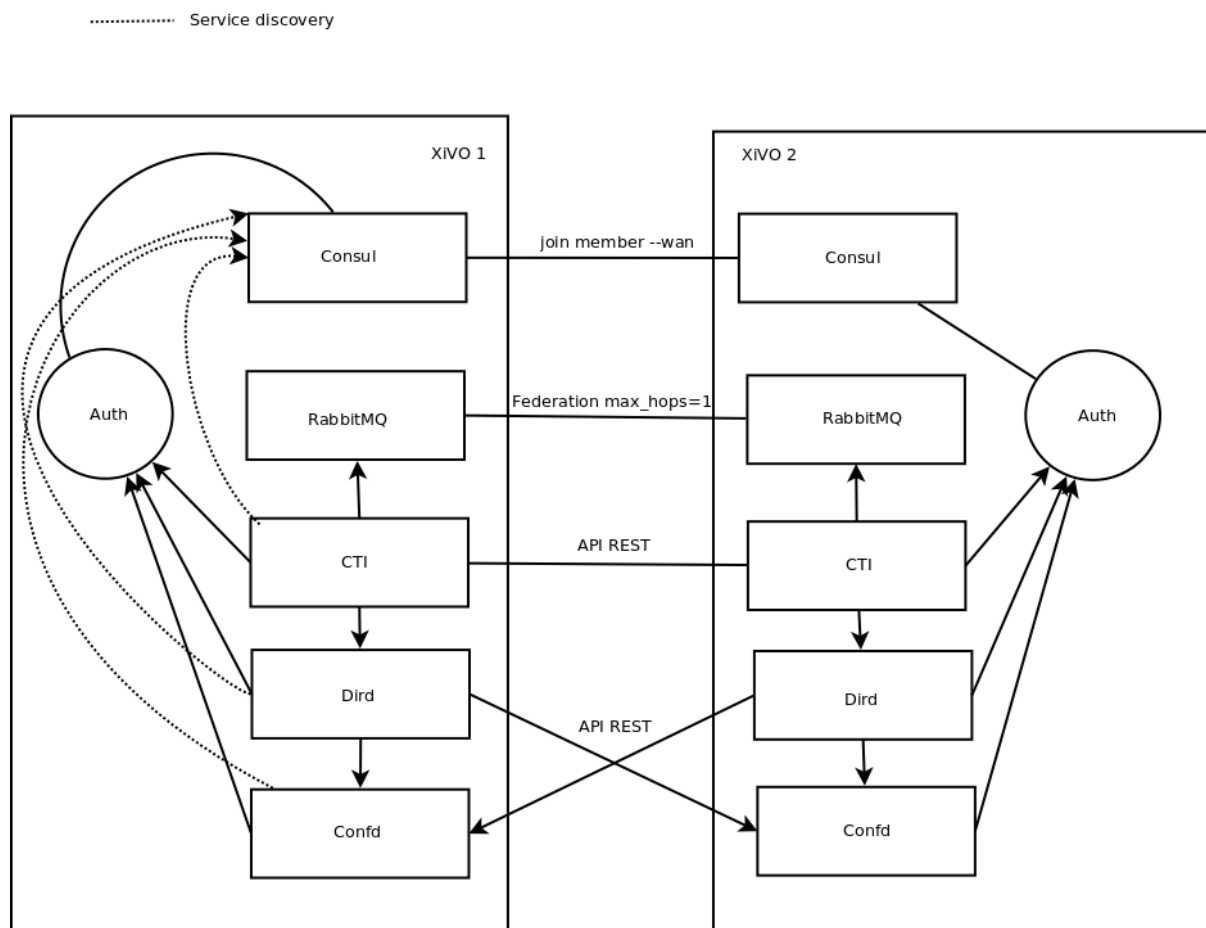 Service discovery
XiVO 1
XiVO 2
Consul
join member --wan
Consul
Auth
RabbitMQ
Federation max_hops=1
RabbitMQ
Auth
CTI
API REST
CTI
Dird
API REST
Dird
Confd
Confd